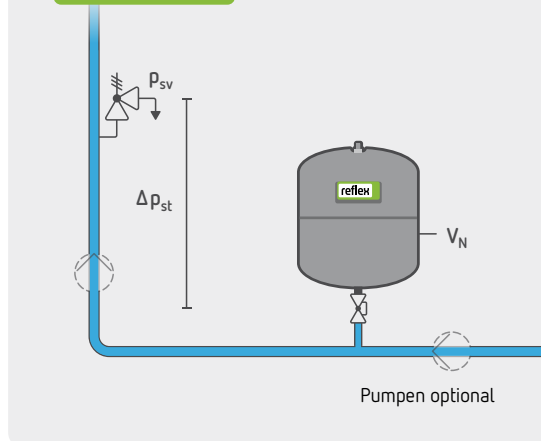 p_sv
Δp_st
reflex
V_N
Pumpen optional